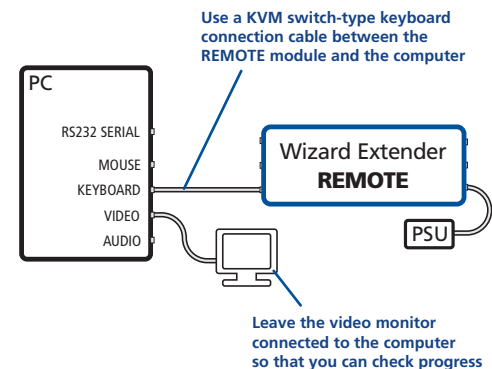 Use a KVM switch-type keyboard
connection cable between the
REMOTE module and the computer
PC
RS232 SERIAL
MOUSE
KEYBOARD
VIDEO
AUDIO
Wizard Extender
REMOTE
PSU
Leave the video monitor
connected to the computer
so that you can check progress